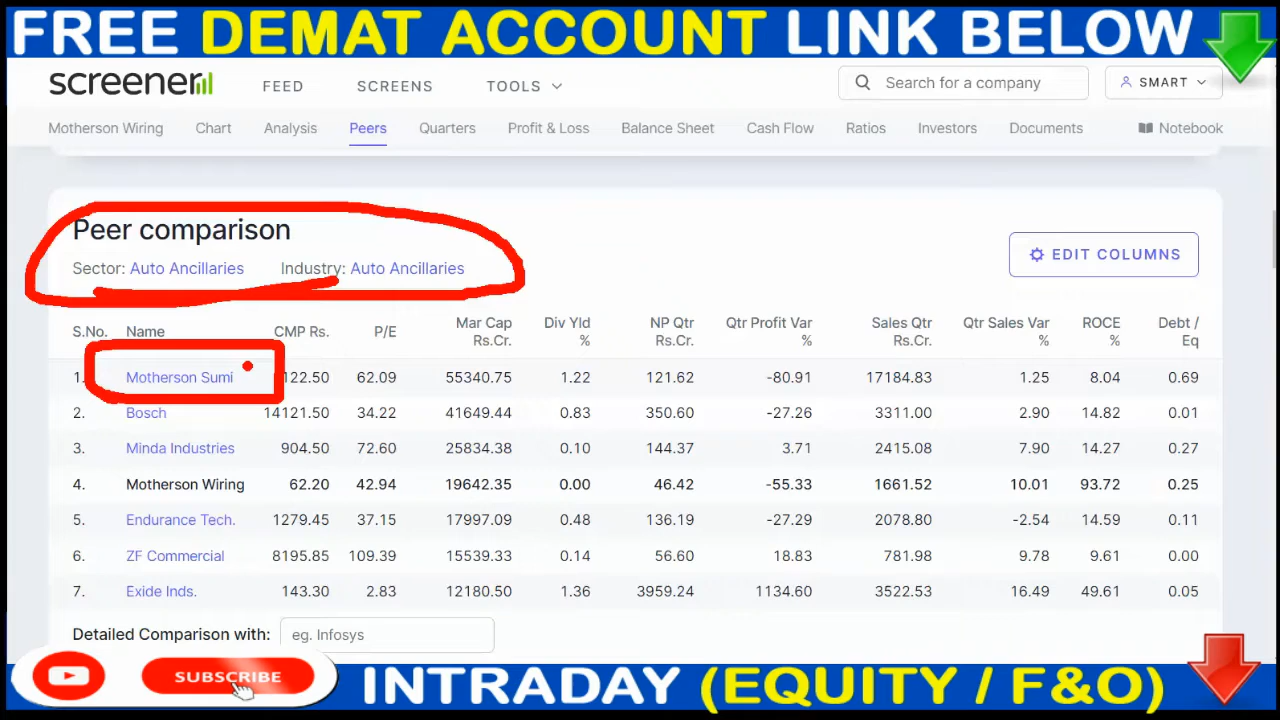 FREE DEMAT ACCOUNT LINK BELOW
screener FEED SCREENS TOOLS Search for a company SMART
Motherson Wiring Chart Analysis Peers Quarters Profit & Loss Balance Sheet Cash Flow Ratios Investors Documents Notebook
Peer comparison
Sector: Auto Ancillaries Industry: Auto Ancillaries
EDIT COLUMNS
S.No. Name CMP Rs. P/E Mar Cap Rs.Cr. Div Yld % NP Qtr Rs.Cr. Qtr Profit Var % Sales Qtr Rs.Cr. Qtr Sales Var % ROCE % Debt / Eq
1. Motherson Sumi 122.50 62.09 55340.75 1.22 121.62 -80.91 17184.83 1.25 8.04 0.69
2. Bosch 14121.50 34.22 41649.44 0.83 350.60 -27.26 3311.00 2.90 14.82 0.01
3. Minda Industries 904.50 72.60 25834.38 0.10 144.37 3.71 2415.08 7.90 14.27 0.27
4. Motherson Wiring 62.20 42.94 19642.35 0.00 46.42 -55.33 1661.52 10.01 93.72 0.25
5. Endurance Tech. 1279.45 37.15 17997.09 0.48 136.19 -27.29 2078.80 -2.54 14.59 0.11
6. ZF Commercial 8195.85 109.39 15539.33 0.14 56.60 18.83 781.98 9.78 9.61 0.00
7. Exide Inds. 143.30 2.83 12180.50 1.36 3959.24 1134.60 3522.53 16.49 49.61 0.05
Detailed Comparison with: eg. Infosys
SUBSCRIBE
INTRADAY (EQUITY / F&O)